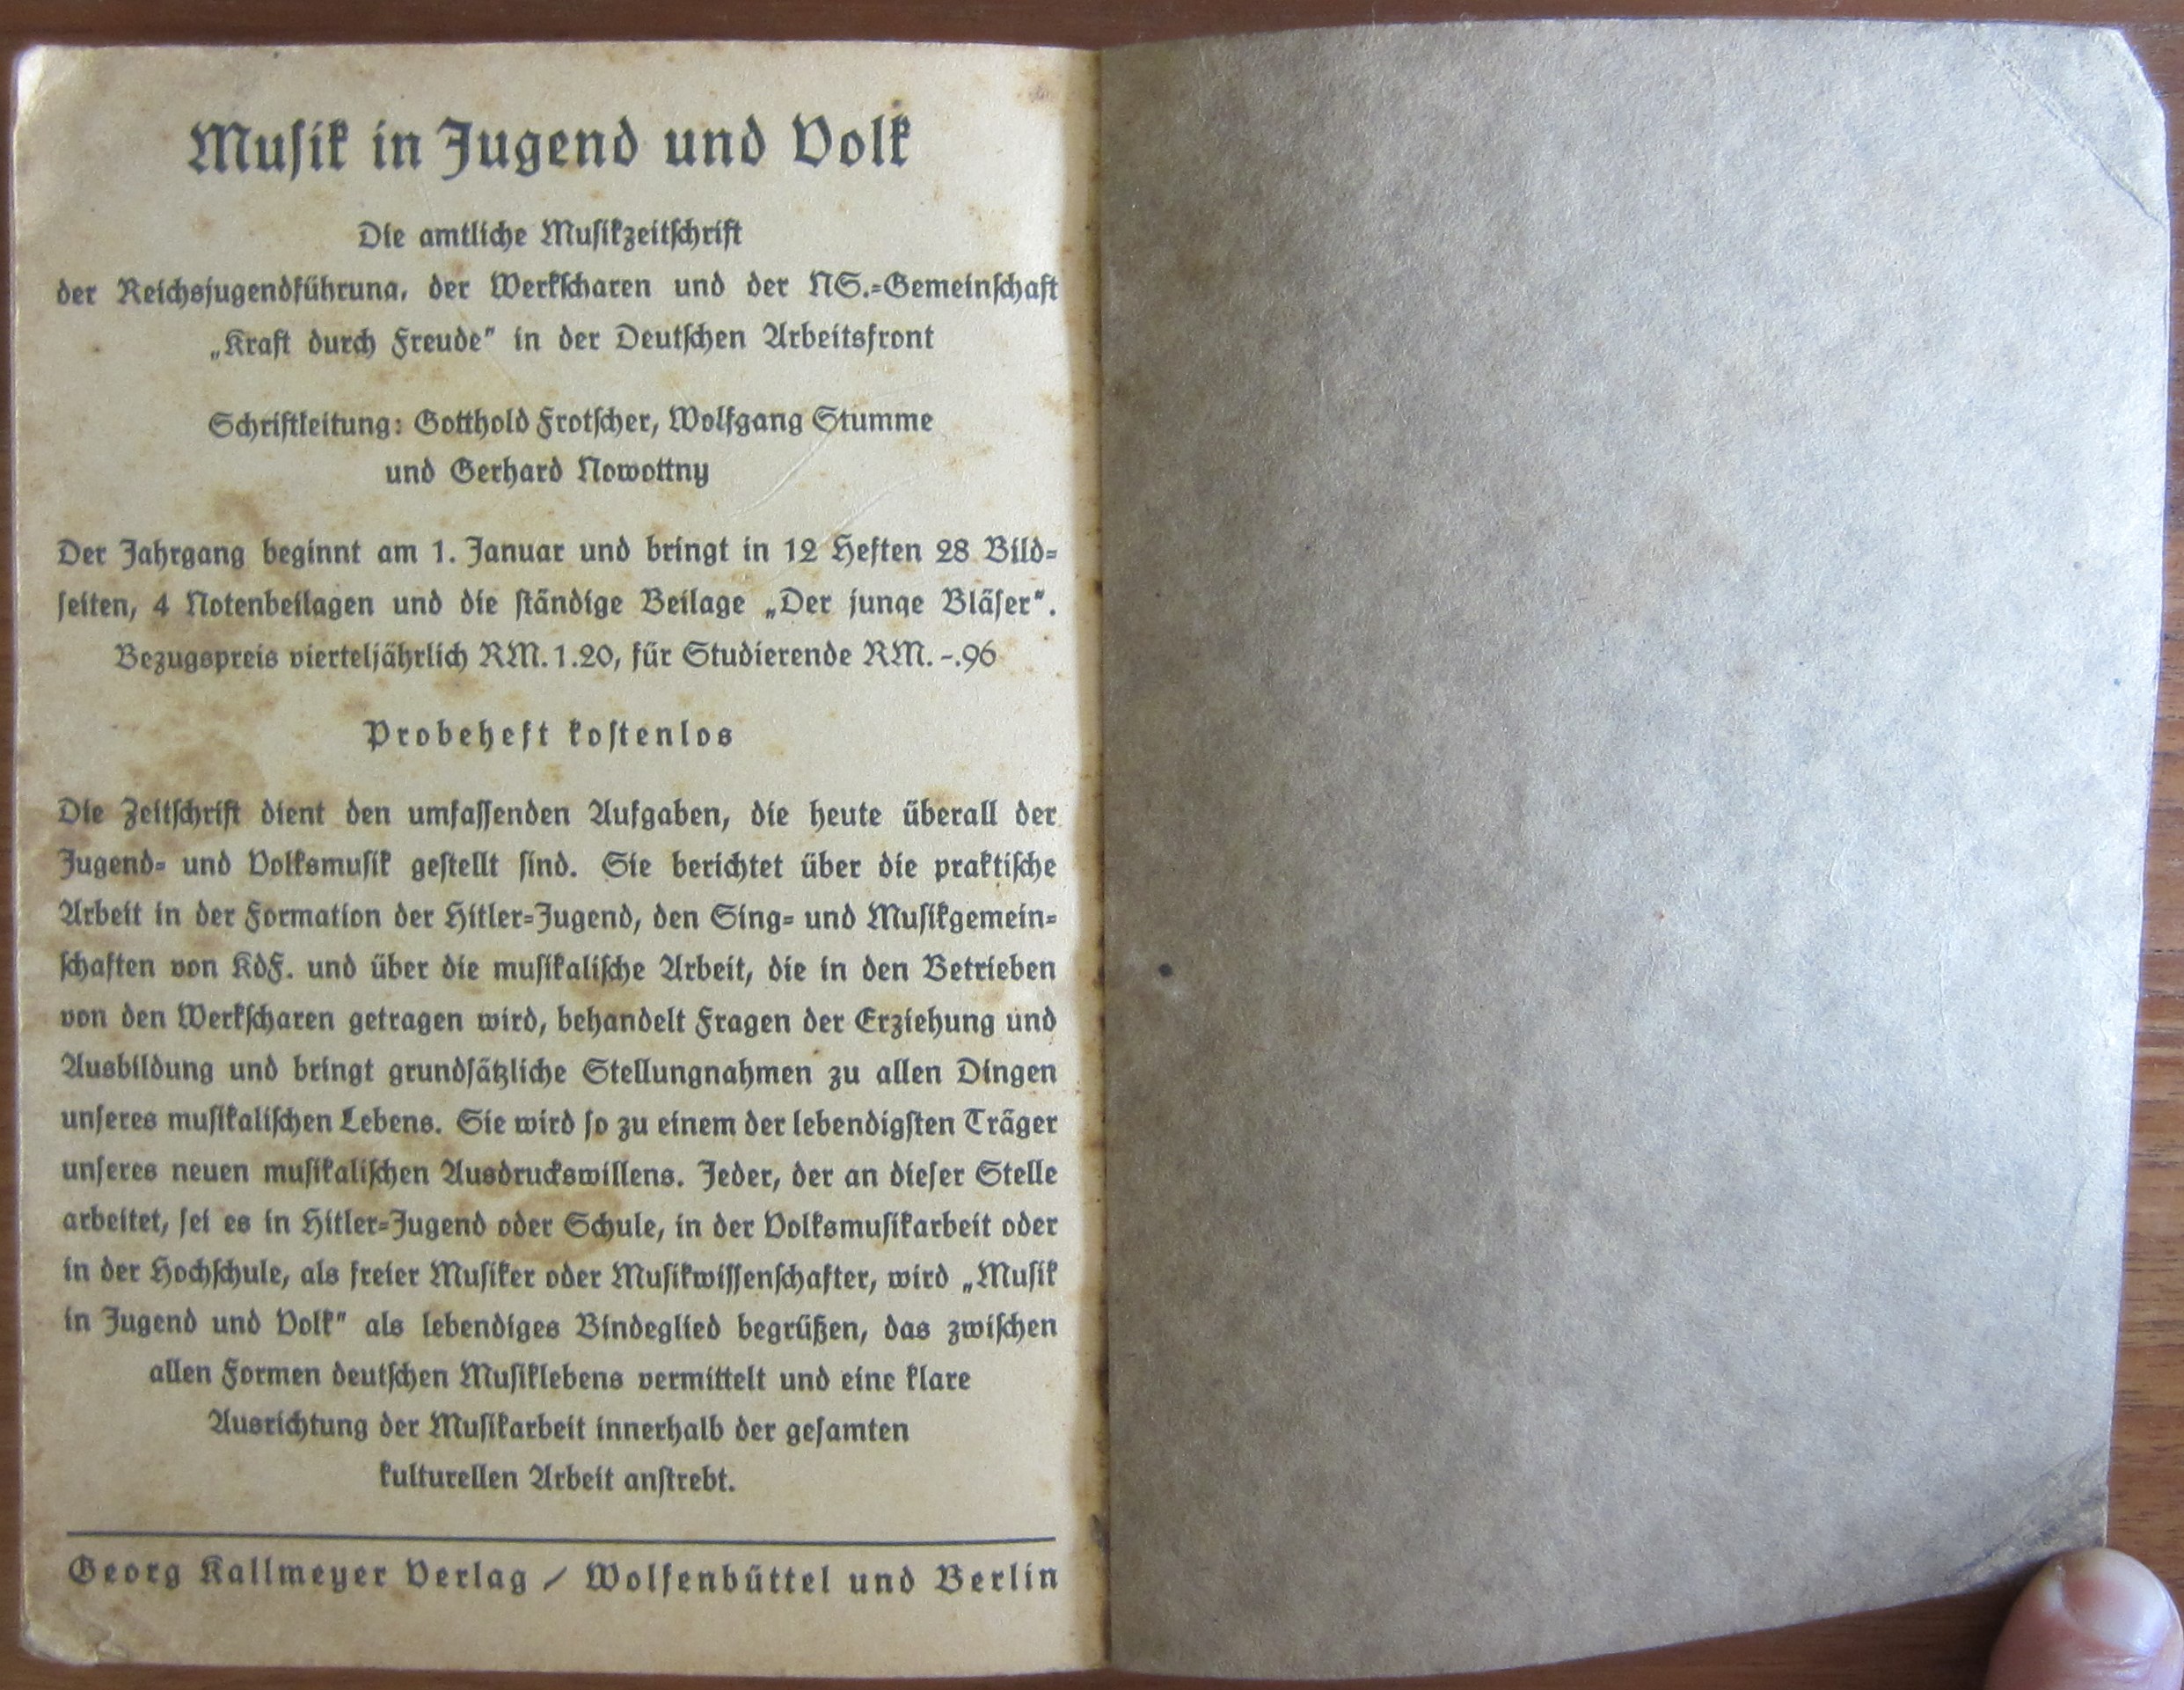 Musik in Jugend und Volk
Die amtliche Musikzeitschrift
der Reichsjugendführung, der Werkscharen und der NS.-Gemeinschaft
„Kraft durch Freude" in der Deutschen Arbeitsfront
Schriftleitung: Gotthold Frotscher, Wolfgang Stumme
und Gerhard Nowottny
Der Jahrgang beginnt am 1. Januar und bringt in 12 Heften 28 Bild-
seiten, 4 Notenbeilagen und die ständige Beilage „Der junge Bläser".
Bezugspreis vierteljährlich RM. 1.20, für Studierende RM. -.96
Probeheft kostenlos
Die Zeitschrift dient den umfassenden Aufgaben, die heute überall der
Jugend- und Volksmusik gestellt sind. Sie berichtet über die praktische
Arbeit in der Formation der Hitler-Jugend, den Sing- und Musikgemein-
schaften von KdF. und über die musikalische Arbeit, die in den Betrieben
von den Werkscharen getragen wird, behandelt Fragen der Erziehung und
Ausbildung und bringt grundsätzliche Stellungnahmen zu allen Dingen
unseres musikalischen Lebens. Sie wird so zu einem der lebendigsten Träger
unseres neuen musikalischen Ausdruckswillens. Jeder, der an dieser Stelle
arbeitet, sei es in Hitler-Jugend oder Schule, in der Volksmusikarbeit oder
in der Hochschule, als freier Musiker oder Musikwissenschafter, wird „Musik
in Jugend und Volk" als lebendiges Bindeglied begrüßen, das zwischen
allen Formen deutschen Musiklebens vermittelt und eine klare
Ausrichtung der Musikarbeit innerhalb der gesamten
kulturellen Arbeit anstrebt.
Georg Kallmeyer Verlag / Wolfenbüttel und Berlin